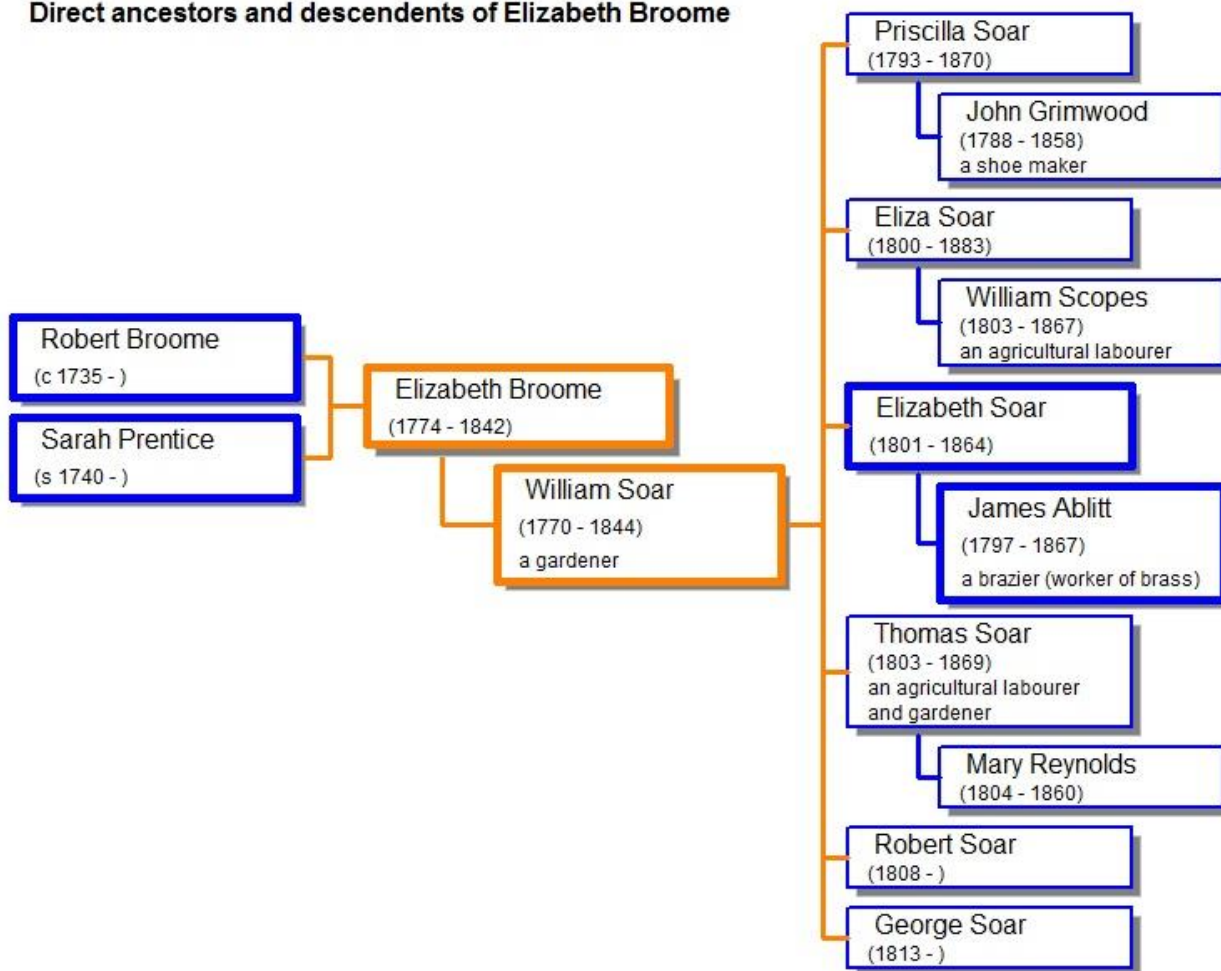 Direct ancestors and descendents of Elizabeth Broome
Robert Broome
(c 1735 - )
Sarah Prentice
(s 1740 - )
Elizabeth Broome
(1774 - 1842)
William Soar
(1770 - 1844)
a gardener
Priscilla Soar
(1793 - 1870)
John Grimwood
(1788 - 1858)
a shoe maker
Eliza Soar
(1800 - 1883)
William Scopes
(1803 - 1867)
an agricultural labourer
Elizabeth Soar
(1801 - 1864)
James Ablitt
(1797 - 1867)
a brazier (worker of brass)
Thomas Soar
(1803 - 1869)
an agricultural labourer
and gardener
Mary Reynolds
(1804 - 1860)
Robert Soar
(1808 - )
George Soar
(1813 - )